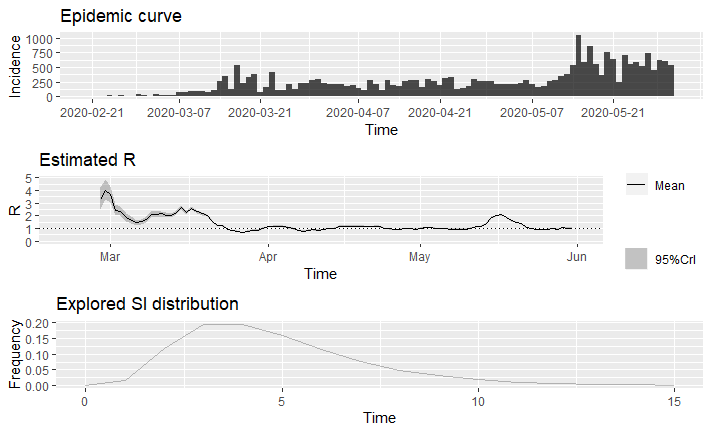 Epidemic curve
Incidence
1000
750
500
250
0
2020-02-21 2020-03-07 2020-03-21 2020-04-07 2020-04-21 2020-05-07 2020-05-21
Time
Estimated R
R
5
4
3
2
1
0
Mar Apr May Jun
Time
Mean
95%CrI
Explored SI distribution
Frequency
0.20
0.15
0.10
0.05
0.00
0 5 10 15
Time